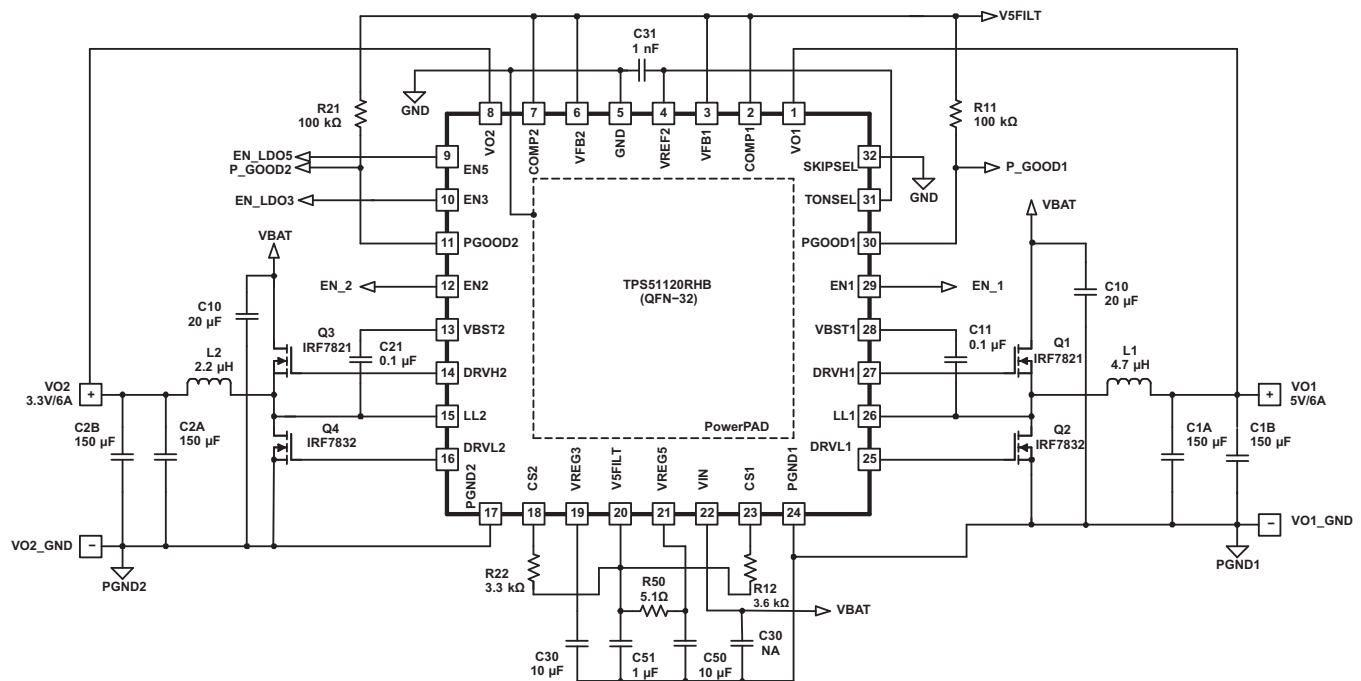 V5FILT
C31
1 nF
GND
R21
100 kΩ
R11
100 kΩ
8
7
6
5
4
3
2
1
VO2
COMP2
VFB2
GND
VREF2
VFB1
COMP1
VO1
EN_LDO5
P_GOOD2
9
EN5
32
SKIPSEL
P_GOOD1
GND
EN_LDO3
10
EN3
TONSEL
31
VBAT
VBAT
11
PGOOD2
PGOOD1
30
TPS51120RHB
(QFN−32)
EN_2
12
EN2
EN1
29
EN_1
C10
20 µF
C10
20 µF
13
VBST2
VBST1
28
Q3
IRF7821
C21
0.1 µF
C11
0.1 µF
Q1
IRF7821
L2
2.2 µH
L1
4.7 µH
14
DRVH2
DRVH1
27
VO2
3.3V/6A
+
+
VO1
5V/6A
15
LL2
LL1
26
C2B
150 µF
C2A
150 µF
Q4
IRF7832
PowerPAD
Q2
IRF7832
C1A
150 µF
C1B
150 µF
16
DRVL2
DRVL1
25
PGND2
CS2
VREG3
V5FILT
VREG5
VIN
CS1
PGND1
17
18
19
20
21
22
23
24
VO2_GND
−
−
VO1_GND
PGND2
PGND1
R22
3.3 kΩ
R50
5.1Ω
R12
3.6 kΩ
VBAT
C30
10 µF
C51
1 µF
C50
10 µF
C30
NA